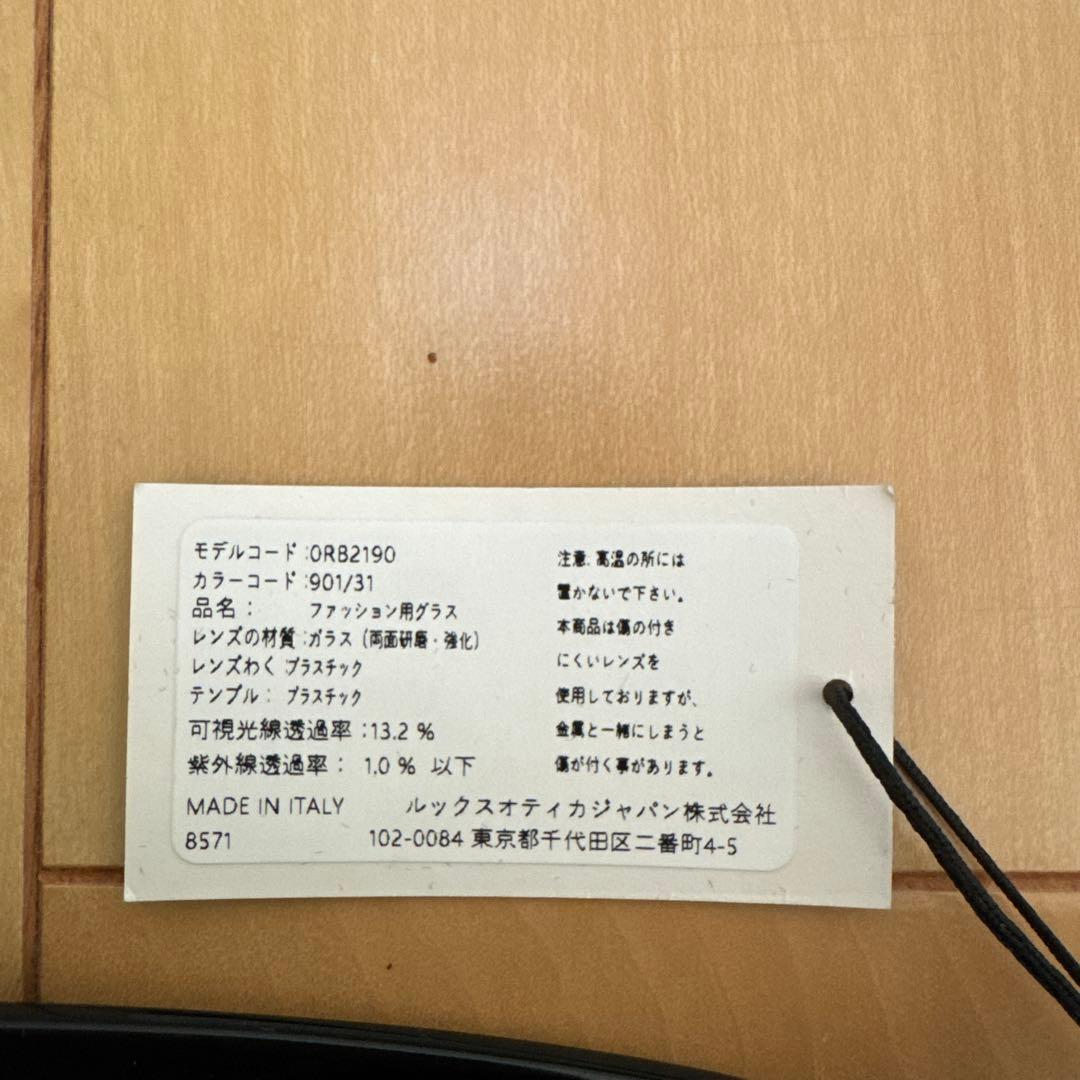 モデルコード:0RB2190
カラーコード:901/31
品名: ファッション用グラス
レンズの材質:ガラス(両面研磨・強化)
レンズわく プラスチック
テンプル: プラスチック
可視光線透過率:13.2 %
紫外線透過率: 1.0 % 以下
注意:高温の所には
置かないで下さい。
本商品は傷の付き
にくいレンズを
使用しておりますが、
金属と一緒にしまうと
傷が付く事があります。
MADE IN ITALY ルックスオティカジャパン株式会社
8571 102-0084 東京都千代田区二番町4-5